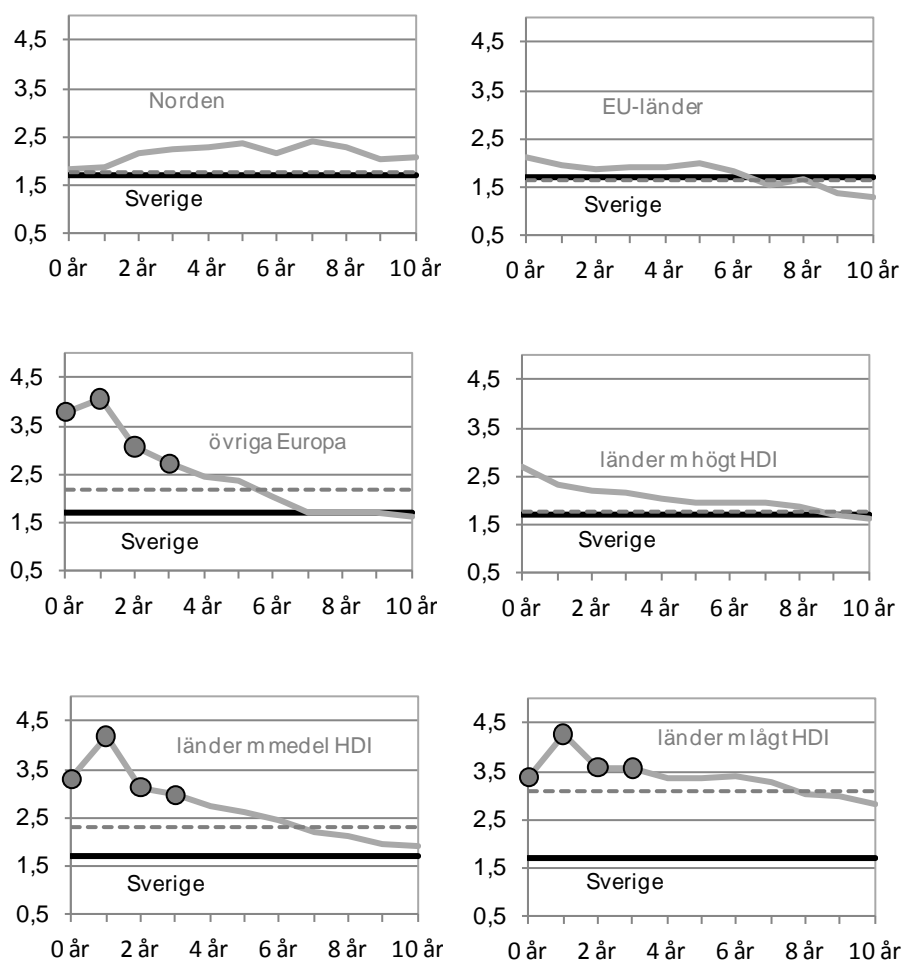 4,5
3,5
2,5
1,5
0,5
Norden
Sverige
0 år 2 år 4 år 6 år 8 år 10 år
4,5
3,5
2,5
1,5
0,5
EU-länder
Sverige
0 år 2 år 4 år 6 år 8 år 10 år
4,5
3,5
2,5
1,5
0,5
övriga Europa
Sverige
0 år 2 år 4 år 6 år 8 år 10 år
4,5
3,5
2,5
1,5
0,5
länder m högt HDI
Sverige
0 år 2 år 4 år 6 år 8 år 10 år
4,5
3,5
2,5
1,5
0,5
länder m medel HDI
Sverige
0 år 2 år 4 år 6 år 8 år 10 år
4,5
3,5
2,5
1,5
0,5
länder m lågt HDI
Sverige
0 år 2 år 4 år 6 år 8 år 10 år